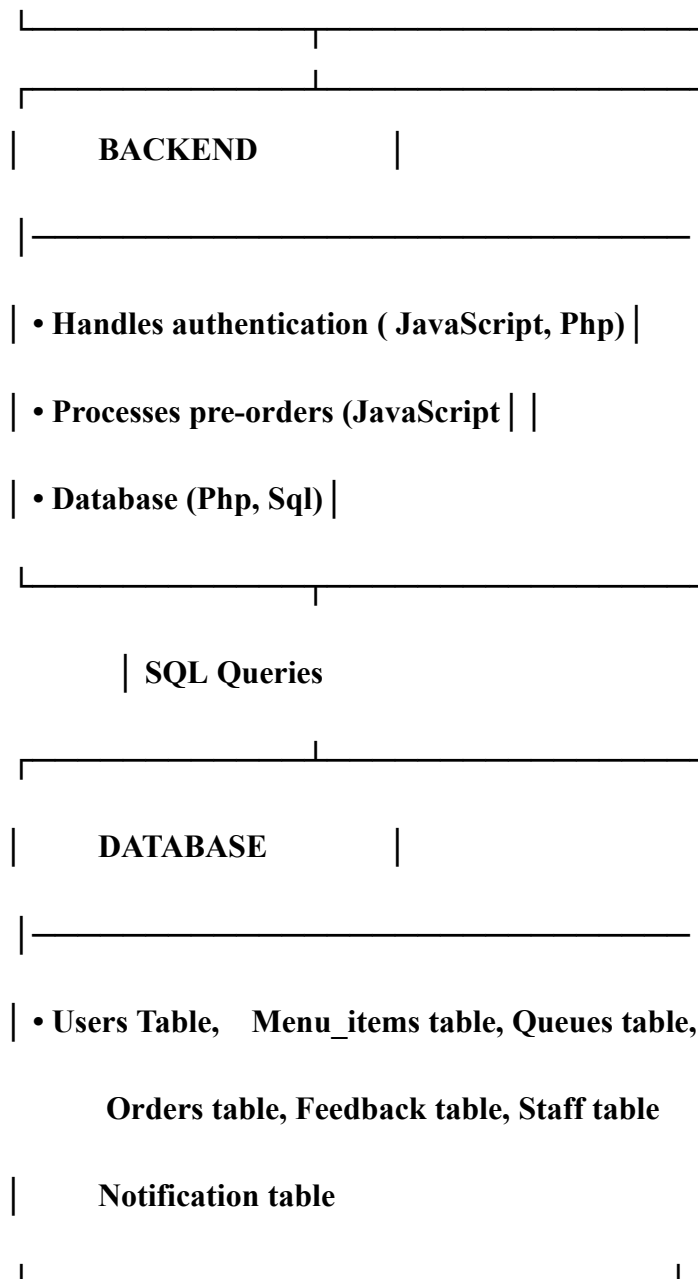 BACKEND
• Handles authentication ( JavaScript, Php)
• Processes pre-orders (JavaScript
• Database (Php, Sql)
SQL Queries
DATABASE
• Users Table, Menu_items table, Queues table,
Orders table, Feedback table, Staff table
Notification table